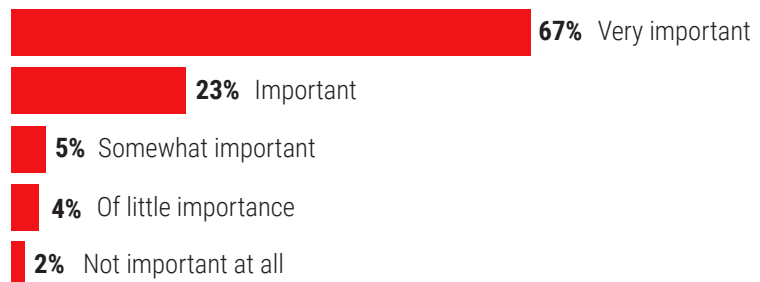 67% Very important
23% Important
5% Somewhat important
4% Of little importance
2% Not important at all